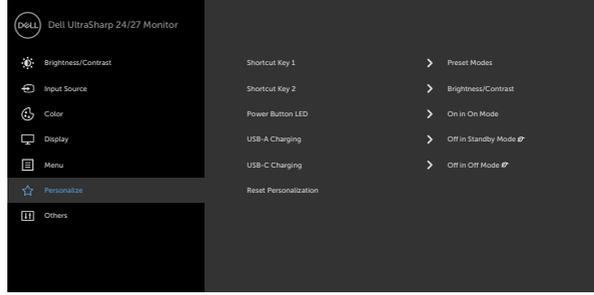 DELL Dell UltraSharp 24/27 Monitor
Brightness/Contrast Shortcut Key 1 Preset Modes
Input Source Shortcut Key 2 Brightness/Contrast
Color Power Button LED On in On Mode
Display USB-A Charging Off in Standby Mode
Menu USB-C Charging Off in Off Mode
Personalize Reset Personalization
Others